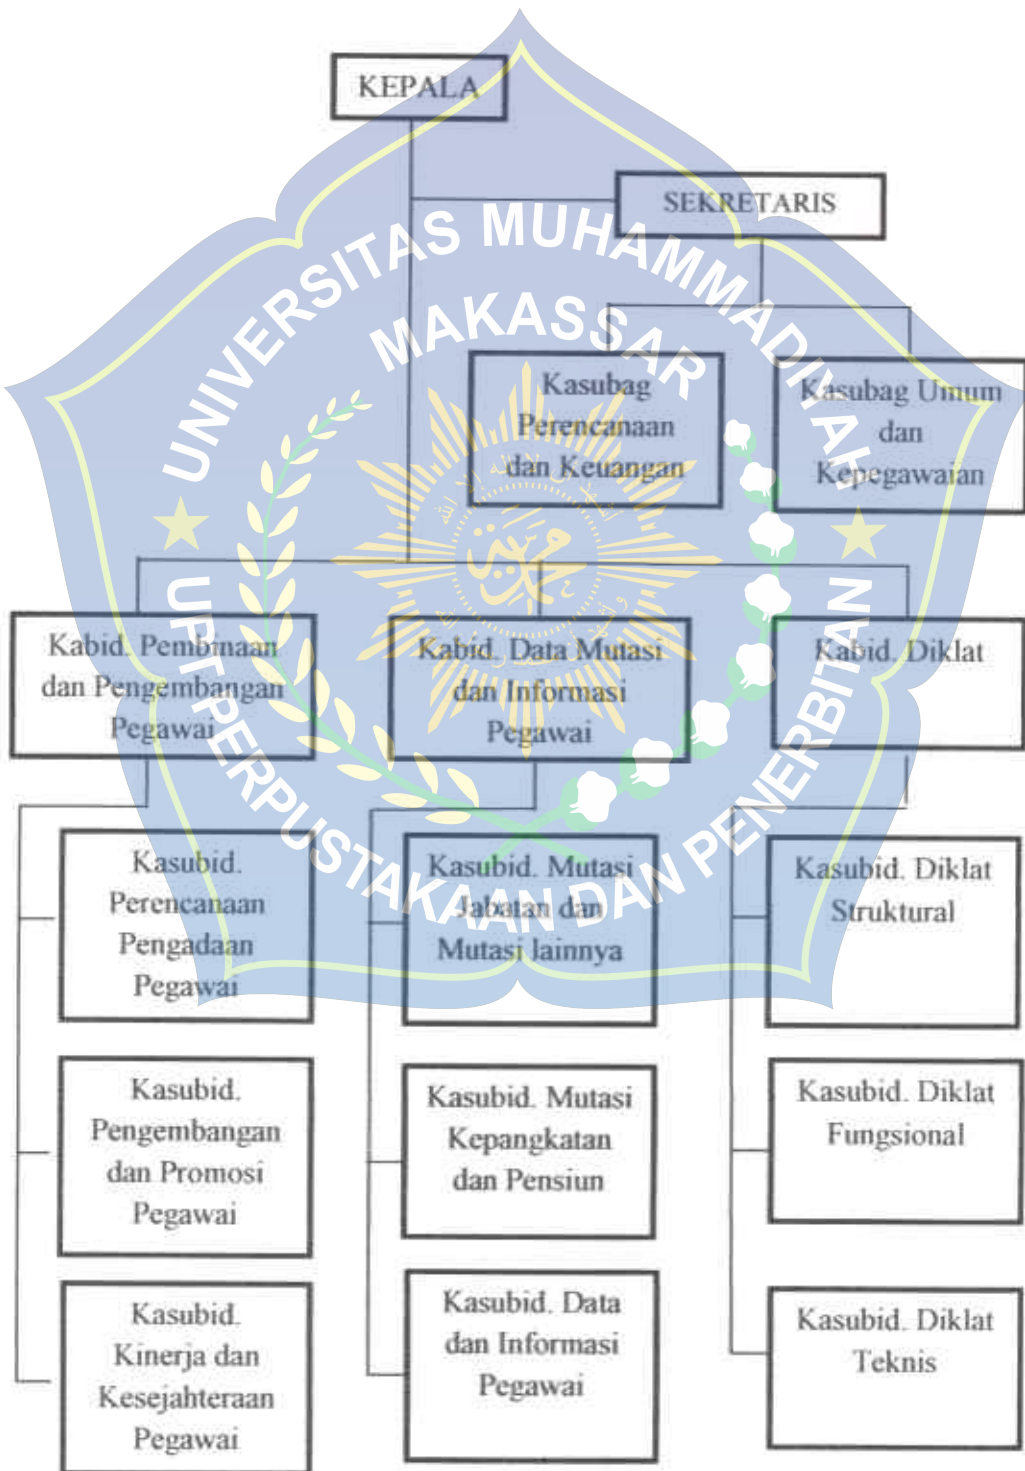 KEPALA
SEKRETARIS
UNIVERSITAS MUHAMMADIYAH
MAKASSAR
Kasubag
Perencanaan
dan Keuangan
Kasubag Umum
dan
Kepegawaian
Kabid. Pembinaan
dan Pengembangan
Pegawai
Kabid. Data Mutasi
dan Informasi
Pegawai
Kabid. Diklat
UPT PERPUSTAKAAN DAN PENERBITAN
Kasubid.
Perencanaan
Pengadaan
Pegawai
Kasubid. Mutasi
Jabatan dan
Mutasi lainnya
Kasubid. Diklat
Struktural
Kasubid.
Pengembangan
dan Promosi
Pegawai
Kasubid. Mutasi
Kepangkatan
dan Pensiun
Kasubid. Diklat
Fungsional
Kasubid.
Kinerja dan
Kesejahteraan
Pegawai
Kasubid. Data
dan Informasi
Pegawai
Kasubid. Diklat
Teknis